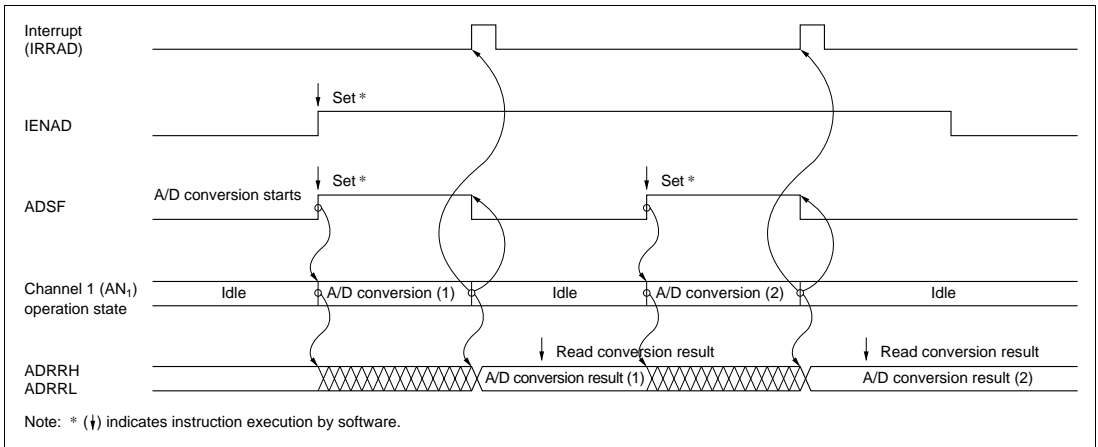 Interrupt
(IRRAD)
Set *
IENAD
Set *
Set *
A/D conversion starts
ADSF
Channel 1 (AN₁)
operation state
Idle
A/D conversion (1)
Idle
A/D conversion (2)
Idle
Read conversion result
Read conversion result
ADRRH
ADRRL
A/D conversion result (1)
A/D conversion result (2)
Note: * (↓) indicates instruction execution by software.